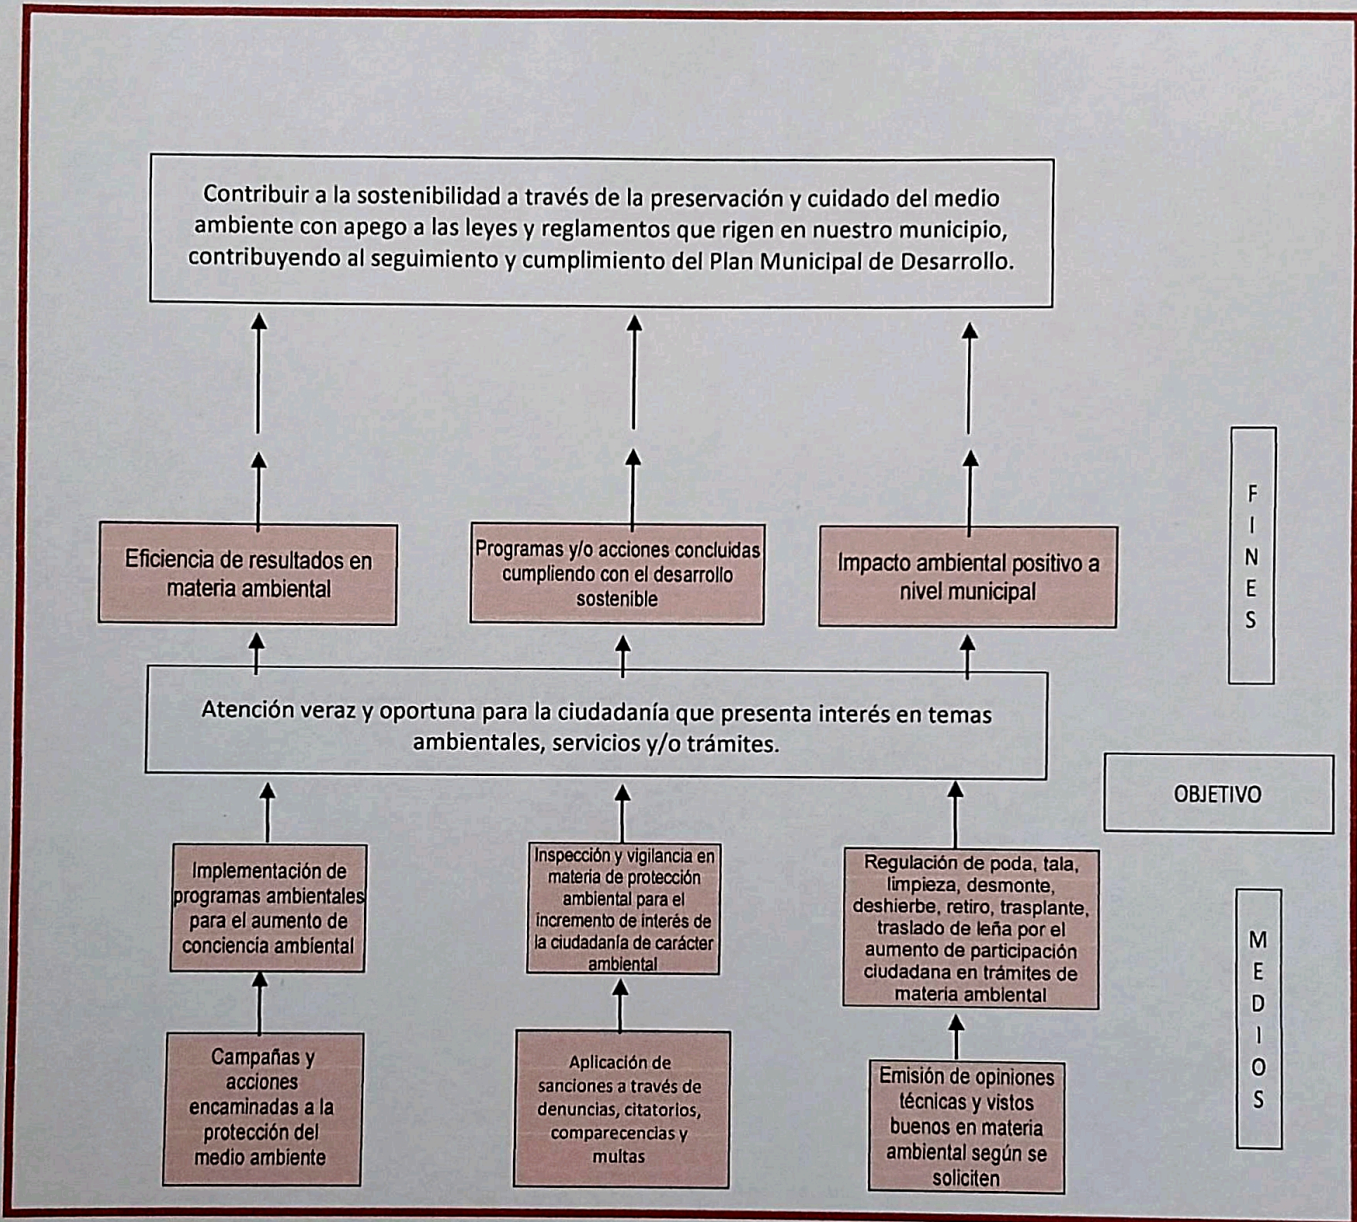 Contribuir a la sostenibilidad a través de la preservación y cuidado del medio
ambiente con apego a las leyes y reglamentos que rigen en nuestro municipio,
contribuyendo al seguimiento y cumplimiento del Plan Municipal de Desarrollo.
Eficiencia de resultados en
materia ambiental
Programas y/o acciones concluidas
cumpliendo con el desarrollo
sostenible
Impacto ambiental positivo a
nivel municipal
FINES
Atención veraz y oportuna para la ciudadanía que presenta interés en temas
ambientales, servicios y/o trámites.
OBJETIVO
Implementación de
programas ambientales
para el aumento de
conciencia ambiental
Inspección y vigilancia en
materia de protección
ambiental para el
incremento de interés de
la ciudadanía de carácter
ambiental
Regulación de poda, tala,
limpieza, desmonte,
deshierbe, retiro, trasplante,
traslado de leña por el
aumento de participación
ciudadana en trámites de
materia ambiental
MEDIOS
Campañas y
acciones
encaminadas a la
protección del
medio ambiente
Aplicación de
sanciones a través de
denuncias, citatorios,
comparecencias y
multas
Emisión de opiniones
técnicas y vistos
buenos en materia
ambiental según se
soliciten